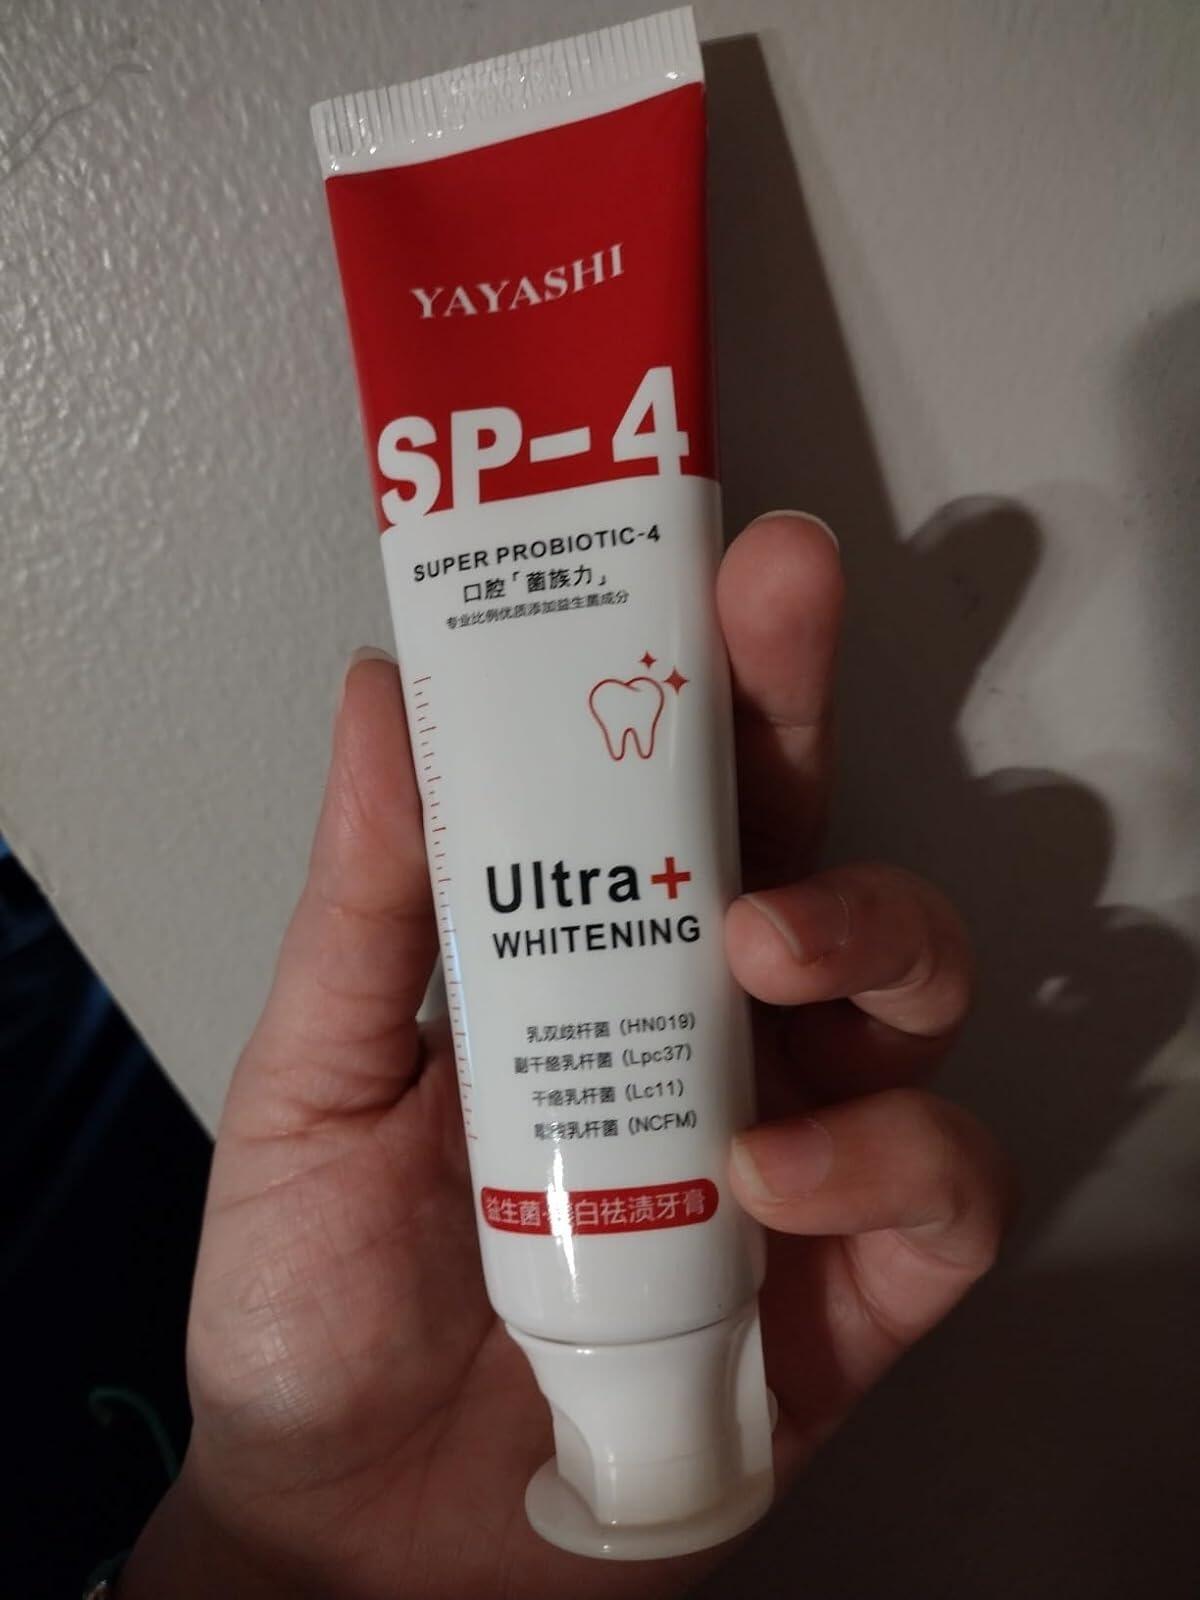 YAYASHI
SP-4
SUPER PROBIOTIC-4
口腔「菌族力」
专业比例优质添加益生菌成分
Ultra+
WHITENING
乳双歧杆菌 (HN019)
副干酪乳杆菌 (Lpc37)
干酪乳杆菌 (Lc11)
乳杆菌 (NCFM)
益生菌·白祛渍牙膏